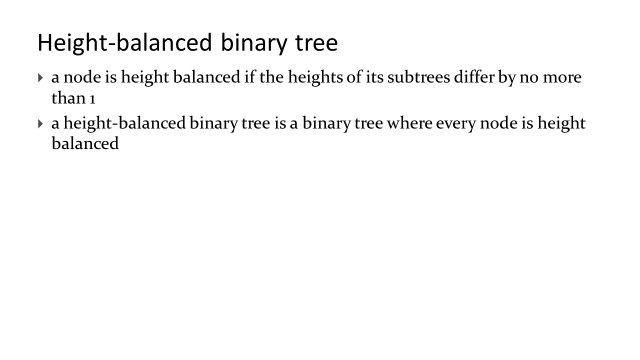 Height-balanced binary tree
a node is height balanced if the heights of its subtrees differ by no more
than 1
a height-balanced binary tree is a binary tree where every node is height
balanced